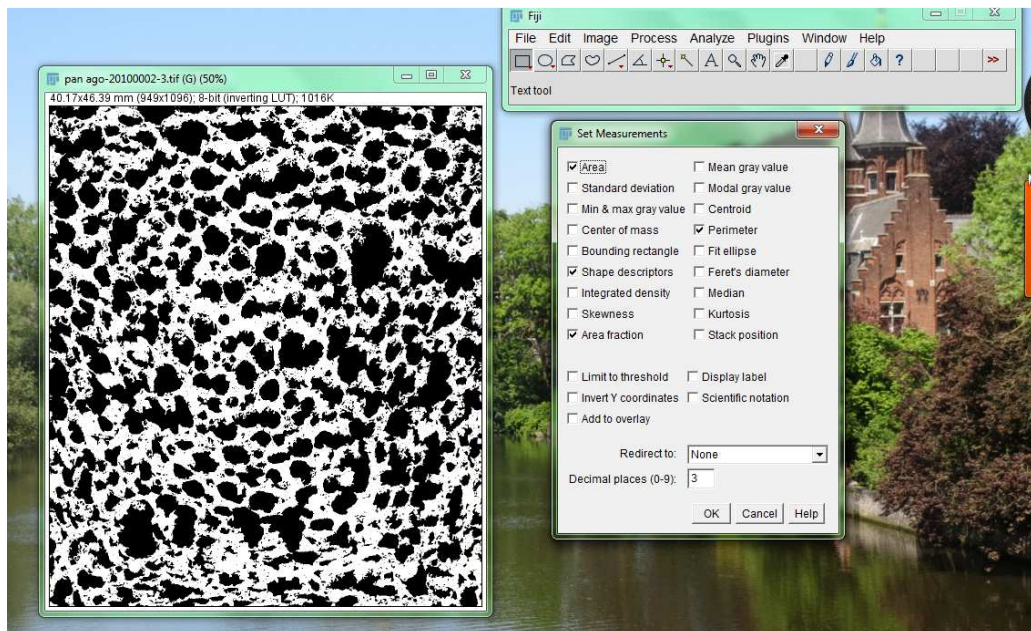 Fiji
File Edit Image Process Analyze Plugins Window Help
A ? >>
Text tool
pan ago-20100002-3.tif (G) (50%)
40.17x46.39 mm (949x1096); 8-bit (inverting LUT); 1016K
Set Measurements
Area Mean gray value
Standard deviation Modal gray value
Min & max gray value Centroid
Center of mass Perimeter
Bounding rectangle Fit ellipse
Shape descriptors Feret's diameter
Integrated density Median
Skewness Kurtosis
Area fraction Stack position
Limit to threshold Display label
Invert Y coordinates Scientific notation
Add to overlay
Redirect to: None
Decimal places (0-9): 3
OK Cancel Help